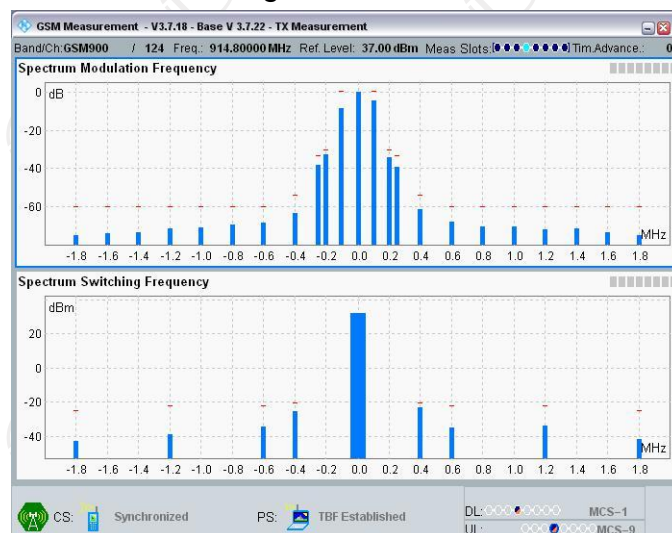 GSM Measurement - V3.7.18 - Base V 3.7.22 - TX Measurement
Band/Ch:GSM900 / 124 Freq.: 914.80000 MHz Ref. Level: 37.00 dBm Meas Slots: Tim.Advance.: 0
Spectrum Modulation Frequency
dB
0
-20
-40
-60
MHz
-1.8 -1.6 -1.4 -1.2 -1.0 -0.8 -0.6 -0.4 -0.2 0.0 0.2 0.4 0.6 0.8 1.0 1.2 1.4 1.6 1.8
Spectrum Switching Frequency
dBm
20
0
-20
-40
MHz
-1.8 -1.6 -1.4 -1.2 -1.0 -0.8 -0.6 -0.4 -0.2 0.0 0.2 0.4 0.6 0.8 1.0 1.2 1.4 1.6 1.8
CS: Synchronized PS: TBF Established DL: MCS-1
UL: MCS-9